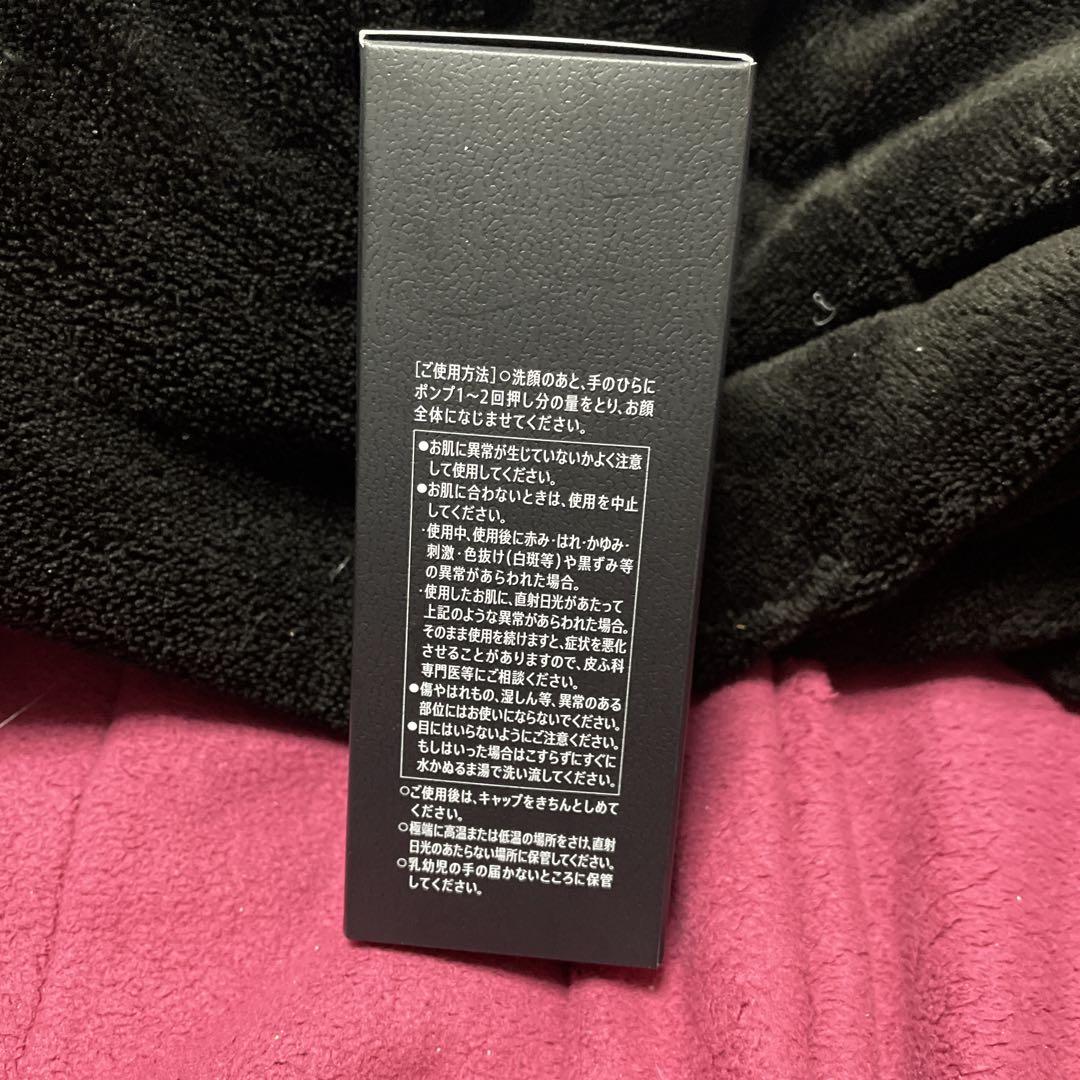 [ご使用方法]○洗顔のあと、手のひらに
ポンプ1〜2回押し分の量をとり、お顔
全体になじませてください。
●お肌に異常が生じていないかよく注意
して使用してください。
●お肌に合わないときは、使用を中止
してください。
・使用中、使用後に赤み・はれ・かゆみ・
刺激・色抜け(白斑等)や黒ずみ等
の異常があらわれた場合。
・使用したお肌に、直射日光があたって
上記のような異常があらわれた場合。
そのまま使用を続けますと、症状を悪化
させることがありますので、皮ふ科
専門医等にご相談ください。
●傷やはれもの、湿しん等、異常のある
部位にはお使いにならないでください。
●目にはいらないようにご注意ください。
もしはいった場合はこすらずにすぐに
水かぬるま湯で洗い流してください。
○ご使用後は、キャップをきちんとしめて
ください。
○極端に高温または低温の場所をさけ、直射
日光のあたらない場所に保管してください。
○乳幼児の手の届かないところに保管
してください。